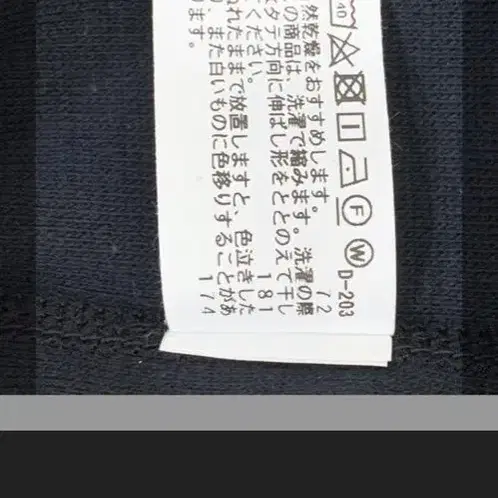 40 F W D-203
然乾燥をおすすめします。 72
の商品は、洗濯で縮みます。 洗濯の際
タテ方向に伸ばし形をととのえて干し
ください。 181
ぬれたままで放置しますと、色泣きした
また白いものに色移りすることがあ
ります。 174